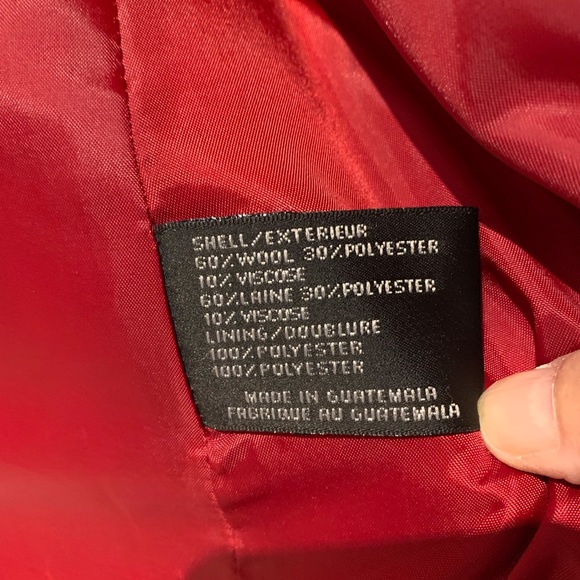 SHELL/EXTERIEUR
60%WOOL 30%POLYESTER
10%VISCOSE
60%LAINE 30%POLYESTER
10%VISCOSE
LINING/DOUBLURE
100%POLYESTER
100%POLYESTER
MADE IN GUATEMALA
FABRIQUE AU GUATEMALA